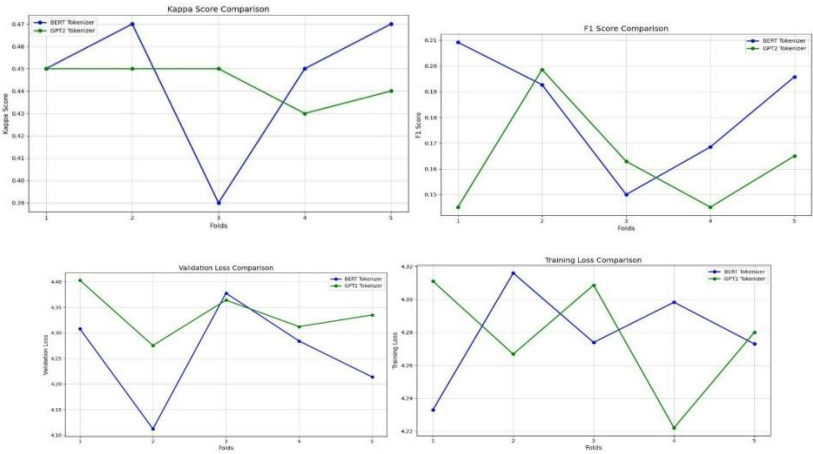 Kappa Score Comparison
BERT Tokenizer
GPT2 Tokenizer
0.47
0.46
0.45
0.44
0.43
0.42
0.41
0.40
0.39
Kappa Score
1 2 3 4 5
Folds
F1 Score Comparison
BERT Tokenizer
GPT2 Tokenizer
0.21
0.20
0.19
0.18
0.17
0.16
0.15
F1 Score
1 2 3 4 5
Folds
Validation Loss Comparison
BERT Tokenizer
GPT2 Tokenizer
4.40
4.35
4.30
4.25
4.20
4.15
4.10
Validation Loss
1 2 3 4 5
Folds
Training Loss Comparison
BERT Tokenizer
GPT2 Tokenizer
4.32
4.30
4.28
4.26
4.24
4.22
Training Loss
1 2 3 4 5
Folds